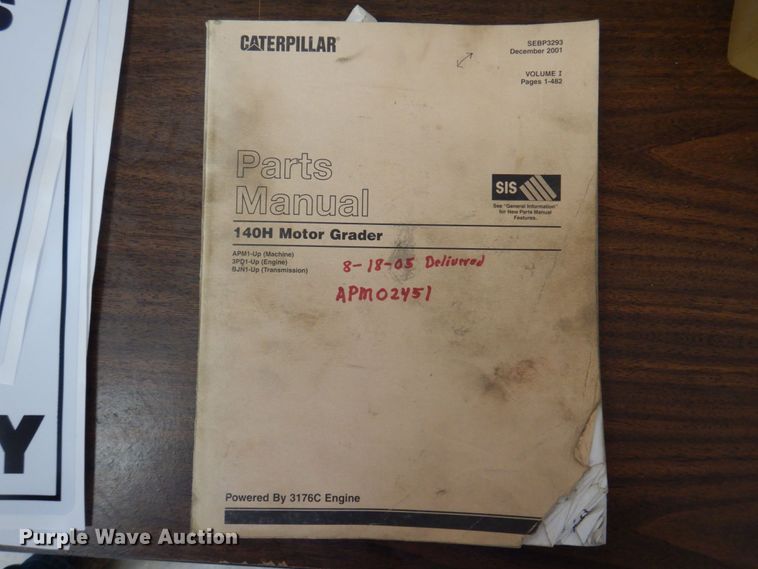 CATERPILLAR
SEBP3293
December 2001
VOLUME I
Pages 1-482
Parts
Manual
SIS
See "General Information"
for New Parts Manual
Features.
140H Motor Grader
APM1-Up (Machine)
3PD1-Up (Engine)
BJN1-Up (Transmission)
8-18-05 Delivered
APM02451
Powered By 3176C Engine
Y
Purple Wave Auction